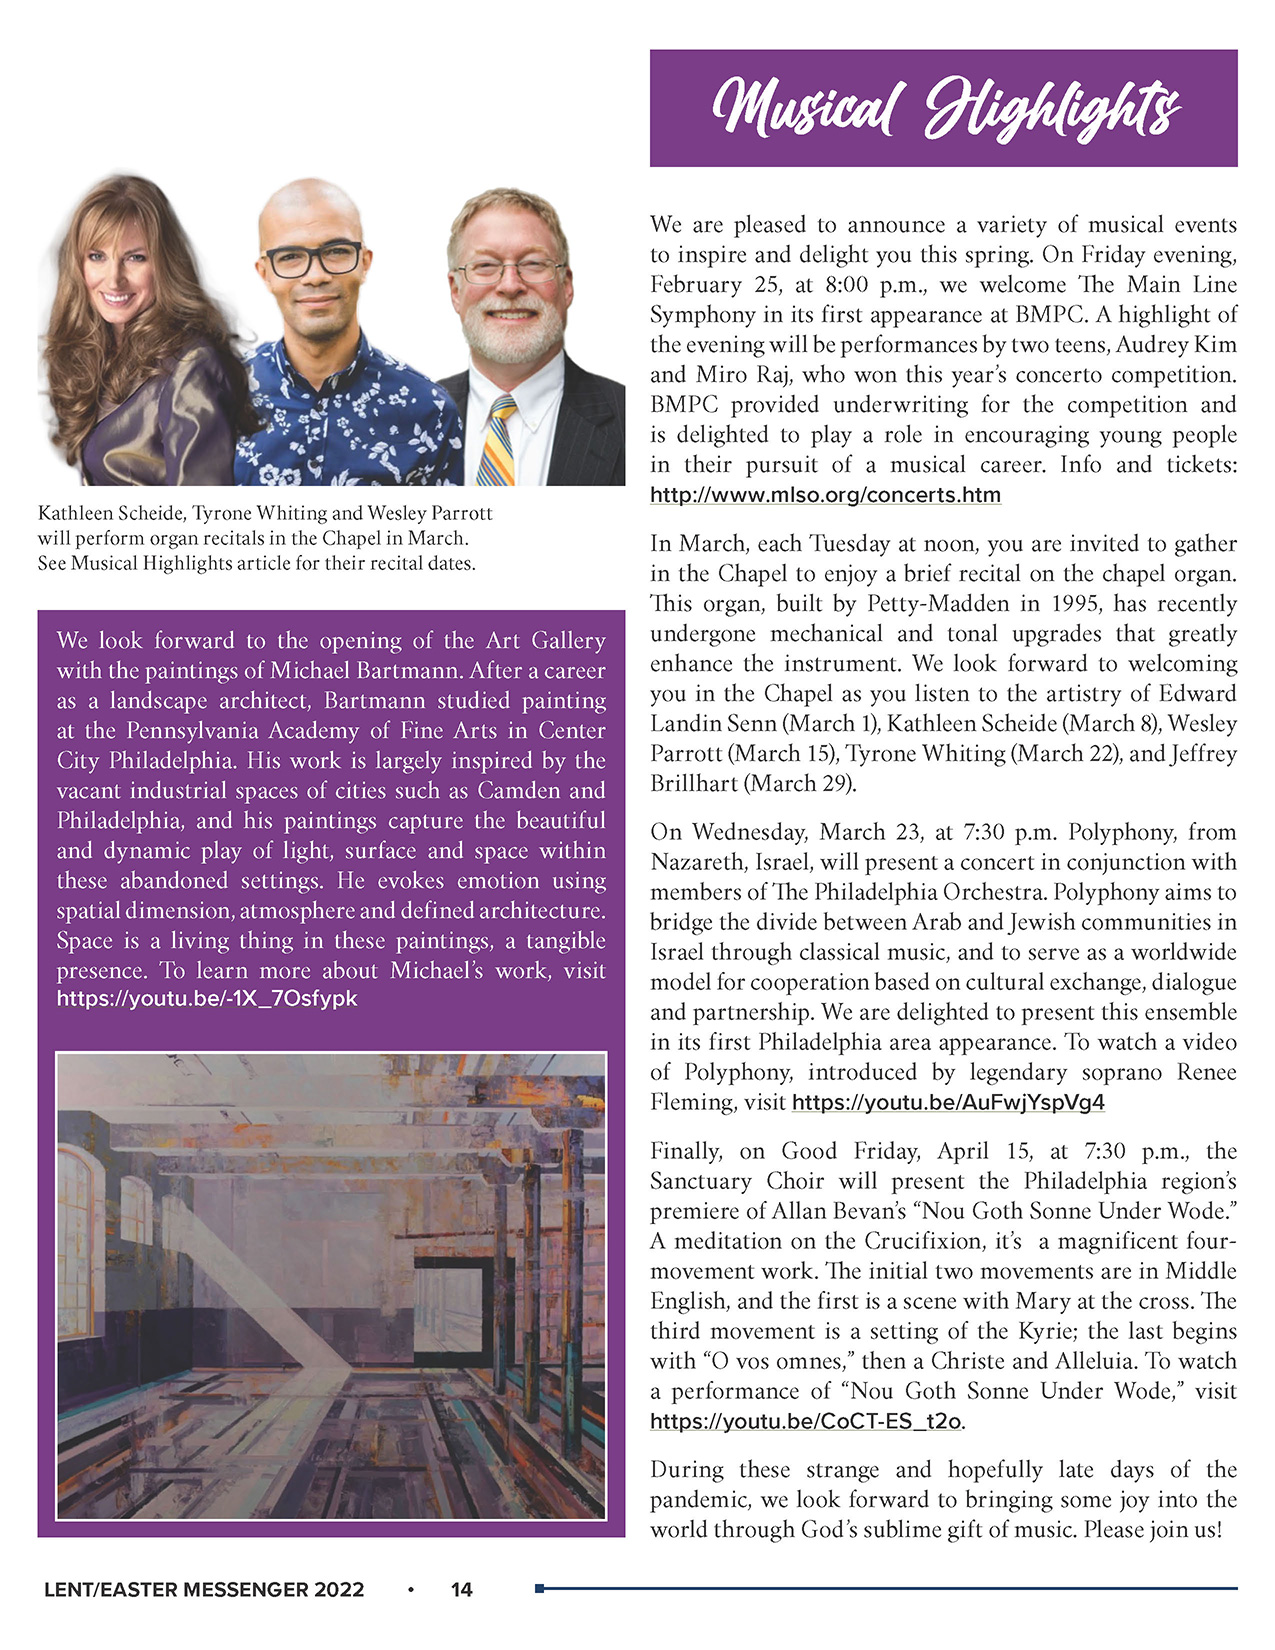 Musical Highlights
Kathleen Scheide, Tyrone Whiting and Wesley Parrott
will perform organ recitals in the Chapel in March.
See Musical Highlights article for their recital dates.
We look forward to the opening of the Art Gallery
with the paintings of Michael Bartmann. After a career
as a landscape architect, Bartmann studied painting
at the Pennsylvania Academy of Fine Arts in Center
City Philadelphia. His work is largely inspired by the
vacant industrial spaces of cities such as Camden and
Philadelphia, and his paintings capture the beautiful
and dynamic play of light, surface and space within
these abandoned settings. He evokes emotion using
spatial dimension, atmosphere and defined architecture.
Space is a living thing in these paintings, a tangible
presence. To learn more about Michael’s work, visit
https://youtu.be/-1X_7Osfypk
We are pleased to announce a variety of musical events
to inspire and delight you this spring. On Friday evening,
February 25, at 8:00 p.m., we welcome The Main Line
Symphony in its first appearance at BMPC. A highlight of
the evening will be performances by two teens, Audrey Kim
and Miro Raj, who won this year’s concerto competition.
BMPC provided underwriting for the competition and
is delighted to play a role in encouraging young people
in their pursuit of a musical career. Info and tickets:
http://www.mlso.org/concerts.htm
In March, each Tuesday at noon, you are invited to gather
in the Chapel to enjoy a brief recital on the chapel organ.
This organ, built by Petty-Madden in 1995, has recently
undergone mechanical and tonal upgrades that greatly
enhance the instrument. We look forward to welcoming
you in the Chapel as you listen to the artistry of Edward
Landin Senn (March 1), Kathleen Scheide (March 8), Wesley
Parrott (March 15), Tyrone Whiting (March 22), and Jeffrey
Brillhart (March 29).
On Wednesday, March 23, at 7:30 p.m. Polyphony, from
Nazareth, Israel, will present a concert in conjunction with
members of The Philadelphia Orchestra. Polyphony aims to
bridge the divide between Arab and Jewish communities in
Israel through classical music, and to serve as a worldwide
model for cooperation based on cultural exchange, dialogue
and partnership. We are delighted to present this ensemble
in its first Philadelphia area appearance. To watch a video
of Polyphony, introduced by legendary soprano Renee
Fleming, visit https://youtu.be/AuFwjYspVg4
Finally, on Good Friday, April 15, at 7:30 p.m., the
Sanctuary Choir will present the Philadelphia region’s
premiere of Allan Bevan’s “Nou Goth Sonne Under Wode.”
A meditation on the Crucifixion, it’s a magnificent four-
movement work. The initial two movements are in Middle
English, and the first is a scene with Mary at the cross. The
third movement is a setting of the Kyrie; the last begins
with “O vos omnes,” then a Christe and Alleluia. To watch
a performance of “Nou Goth Sonne Under Wode,” visit
https://youtu.be/CoCT-ES_t2o.
During these strange and hopefully late days of the
pandemic, we look forward to bringing some joy into the
world through God’s sublime gift of music. Please join us!
LENT/EASTER MESSENGER 2022 • 14